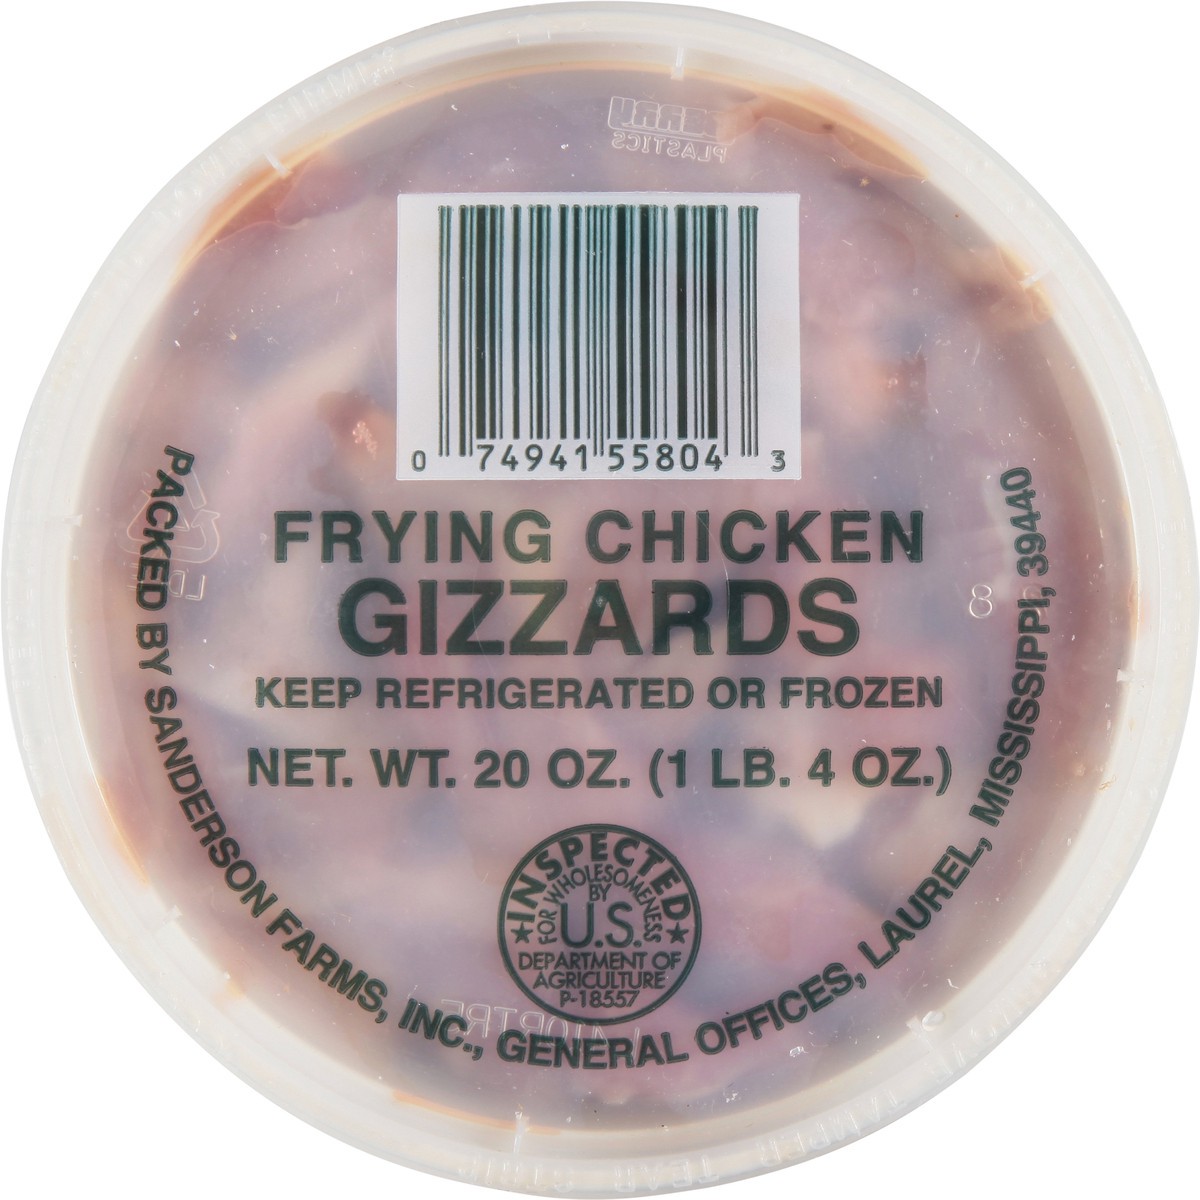 BERRY
PLASTICS
0 74941 55804 3
FRYING CHICKEN
GIZZARDS
KEEP REFRIGERATED OR FROZEN
NET. WT. 20 OZ. (1 LB. 4 OZ.)
INSPECTED
FOR WHOLESOMENESS
BY
U.S.
DEPARTMENT OF
AGRICULTURE
P-18557
PACKED BY SANDERSON FARMS, INC., GENERAL OFFICES, LAUREL, MISSISSIPPI, 39440
8